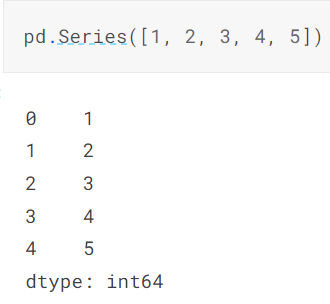 pd.Series([1, 2, 3, 4, 5])
0    1
1    2
2    3
3    4
4    5
dtype: int64